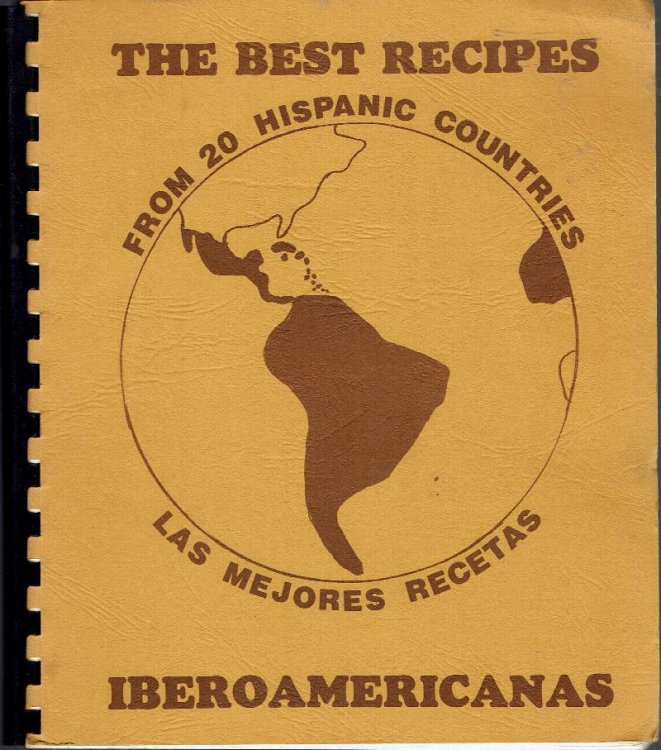 THE BEST RECIPES
FROM 20 HISPANIC COUNTRIES
LAS MEJORES RECETAS
IBEROAMERICANAS